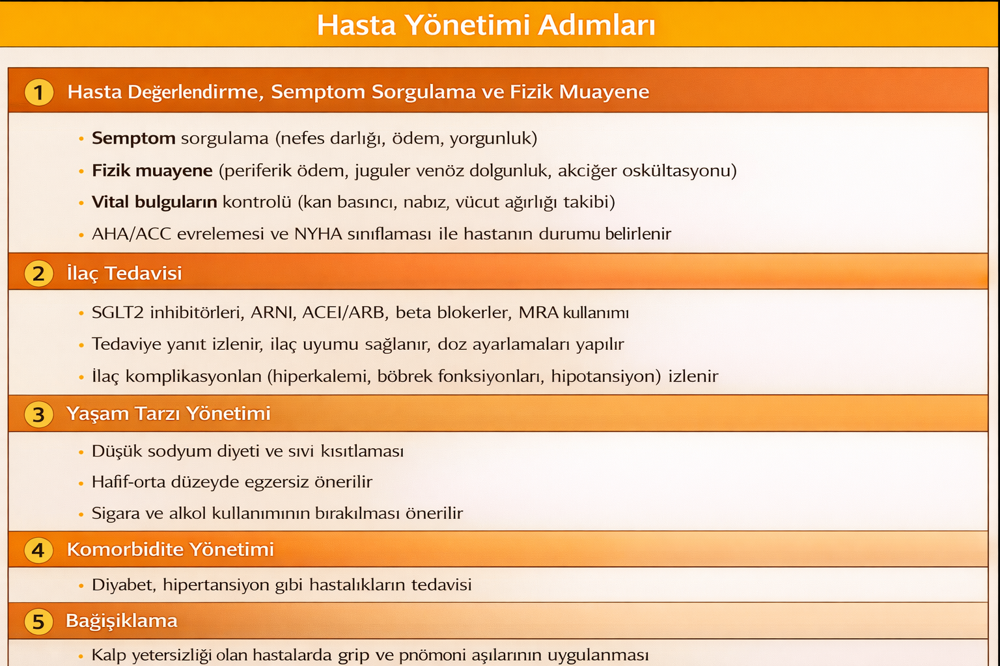 Hasta Yönetimi Adımları
1 Hasta Değerlendirme, Semptom Sorgulama ve Fizik Muayene
• Semptom sorgulama (nefes darlığı, ödem, yorgunluk)
• Fizik muayene (periferik ödem, juguler venöz dolgunluk, akciğer oskültasyonu)
• Vital bulguların kontrolü (kan basıncı, nabız, vücut ağırlığı takibi)
• AHA/ACC evrelemesi ve NYHA sınıflaması ile hastanın durumu belirlenir
2 İlaç Tedavisi
• SGLT2 inhibitörleri, ARNI, ACEI/ARB, beta blokerler, MRA kullanımı
• Tedaviye yanıt izlenir, ilaç uyumu sağlanır, doz ayarlamaları yapılır
• İlaç komplikasyonlan (hiperkalemi, böbrek fonksiyonları, hipotansiyon) izlenir
3 Yaşam Tarzı Yönetimi
• Düşük sodyum diyeti ve sıvi kısıtlaması
• Hafif-orta düzeyde egzersiz önerilir
• Sigara ve alkol kullanımının bırakılması önerilir
4 Komorbidite Yönetimi
• Diyabet, hipertansiyon gıbi hastalıkların tedavisi
5 Bağişiklama
• Kalp yetersizliği olan hastalarda grip ve pnömoni aşılarının uygulanması